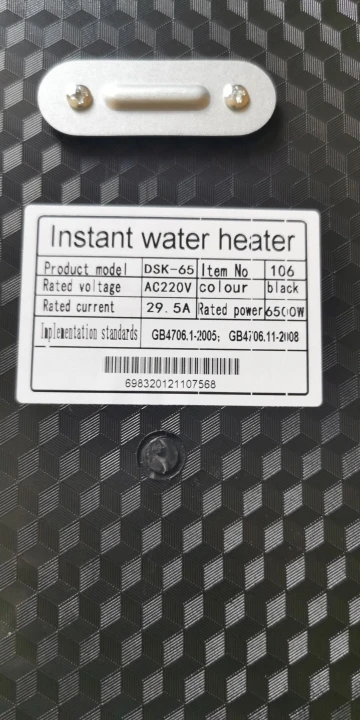 Instant water heater
Product model DSK-65 Item No 106
Rated voltage AC220V colour black
Rated current 29.5A Rated power 6500W
Implementation standards GB4706.1-2005; GB4706.11-2008
698320121107568